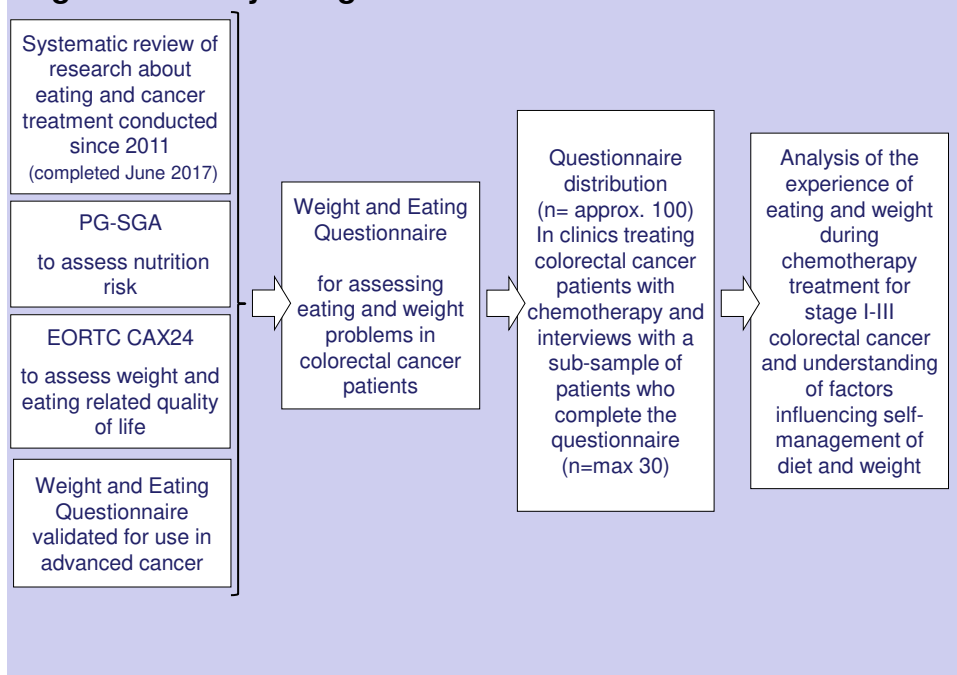 Systematic review of
research about
eating and cancer
treatment conducted
since 2011
(completed June 2017)
PG-SGA
to assess nutrition
risk
EORTC CAX24
to assess weight and
eating related quality
of life
Weight and Eating
Questionnaire
validated for use in
advanced cancer
Weight and Eating
Questionnaire
for assessing
eating and weight
problems in
colorectal cancer
patients
Questionnaire
distribution
(n= approx. 100)
In clinics treating
colorectal cancer
patients with
chemotherapy and
interviews with a
sub-sample of
patients who
complete the
questionnaire
(n=max 30)
Analysis of the
experience of
eating and weight
during
chemotherapy
treatment for
stage I-III
colorectal cancer
and understanding
of factors
influencing self-
management of
diet and weight